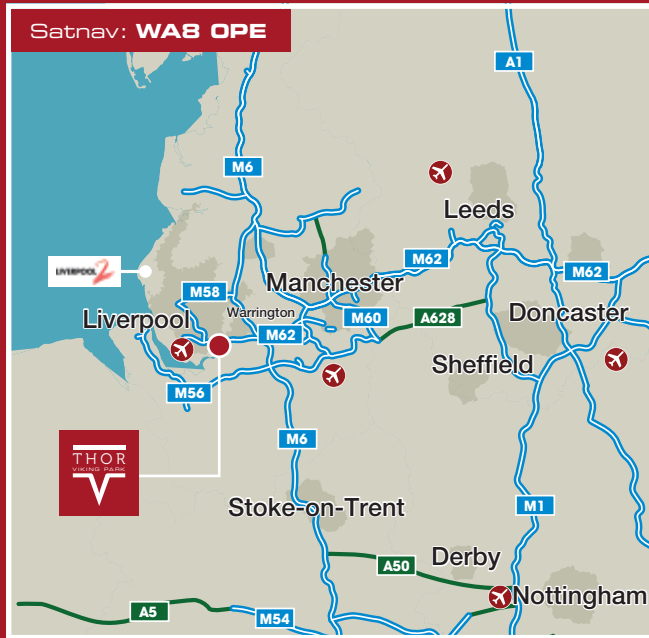 Satnav: WA8 0PE
A1
M6
Leeds
M62
M62
LIVERPOOL 2
M58
Manchester
Warrington
Liverpool
M62
M60
A628
Doncaster
Sheffield
M56
M6
THOR
VIKING PARK
V
Stoke-on-Trent
M1
Derby
A50
Nottingham
A5
M54